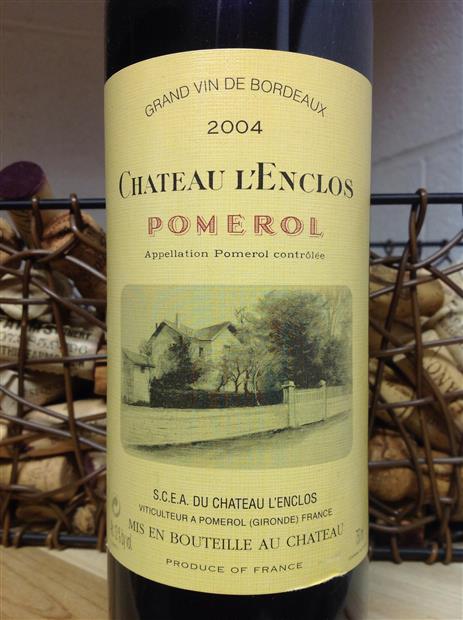 GRAND VIN DE BORDEAUX
2004
CHATEAU L'ENCLOS
POMEROL
Appellation Pomerol contrôlée
S.C.E.A. DU CHATEAU L'ENCLOS
VITICULTEUR A POMEROL (GIRONDE) FRANCE
MIS EN BOUTEILLE AU CHATEAU
PRODUCE OF FRANCE